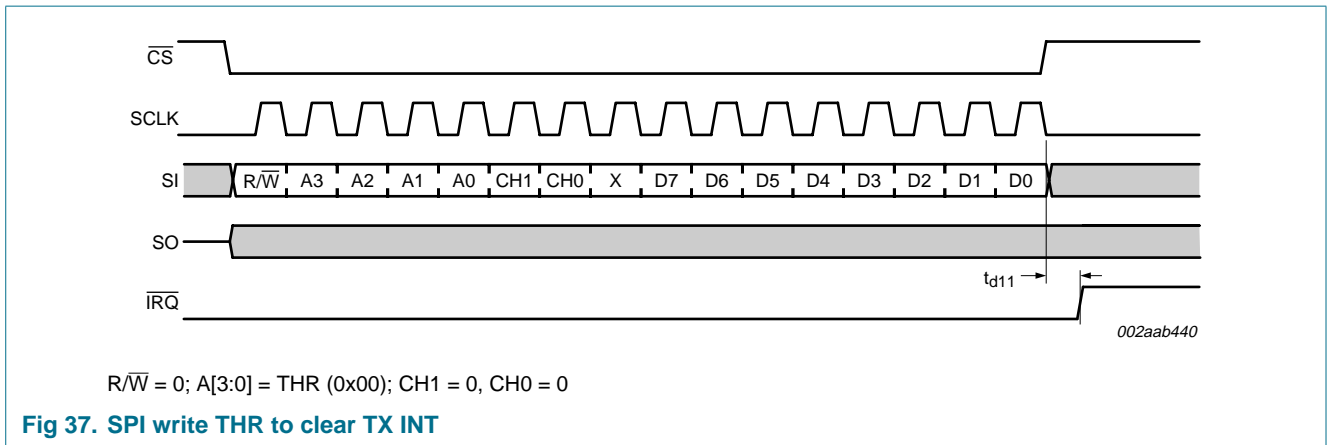 CS
SCLK
SI R/W A3 A2 A1 A0 CH1 CH0 X D7 D6 D5 D4 D3 D2 D1 D0
SO
td11
IRQ
002aab440
R/W = 0; A[3:0] = THR (0x00); CH1 = 0, CH0 = 0
Fig 37. SPI write THR to clear TX INT